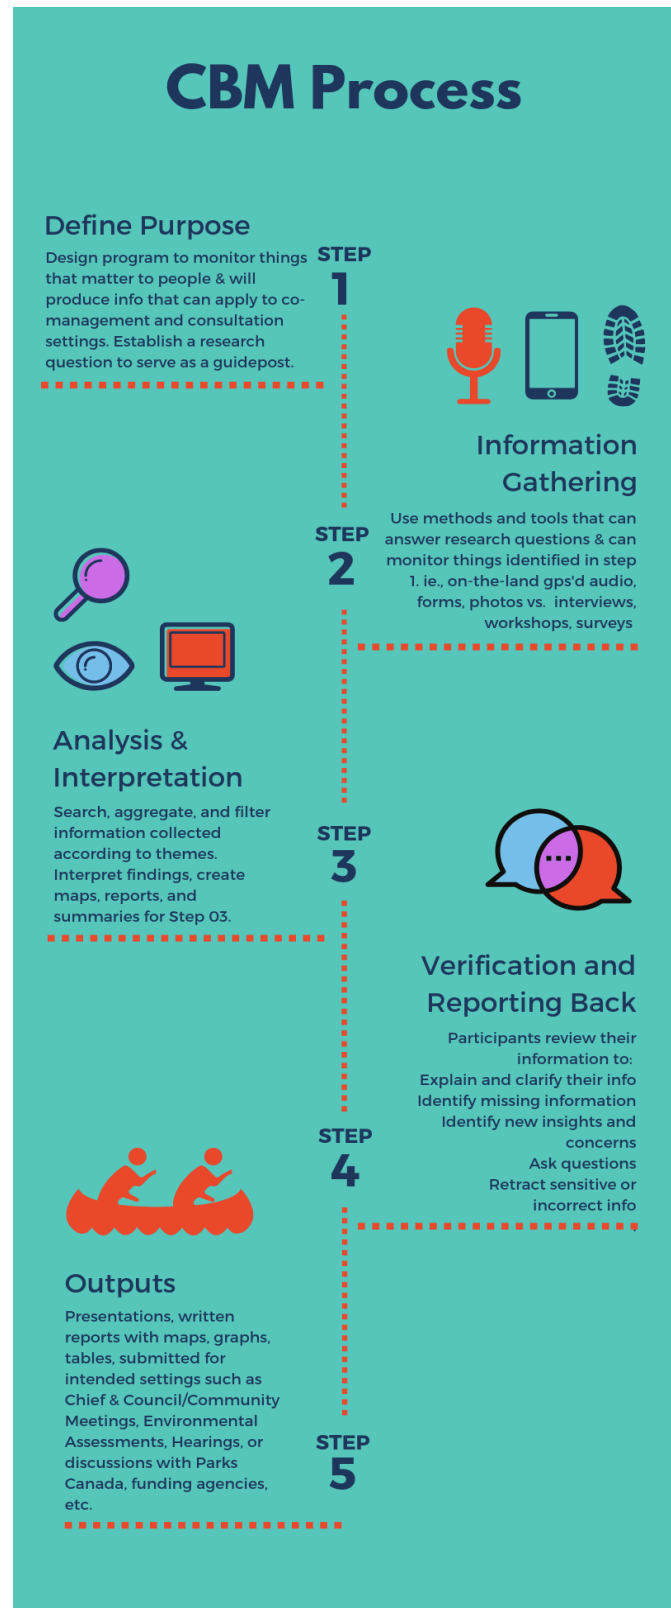 CBM Process
Define Purpose
Design program to monitor things
that matter to people & will
produce info that can apply to co-
management and consultation
settings. Establish a research
question to serve as a guidepost.
STEP
1
Information
Gathering
Use methods and tools that can
answer research questions & can
monitor things identified in step
1. ie., on-the-land gps'd audio,
forms, photos vs. interviews,
workshops, surveys
STEP
2
Analysis &
Interpretation
Search, aggregate, and filter
information collected
according to themes.
Interpret findings, create
maps, reports, and
summaries for Step 03.
STEP
3
Verification and
Reporting Back
Participants review their
information to:
Explain and clarify their info
Identify missing information
Identify new insights and
concerns
Ask questions
Retract sensitive or
incorrect info
.
STEP
4
Outputs
Presentations, written
reports with maps, graphs,
tables, submitted for
intended settings such as
Chief & Council/Community
Meetings, Environmental
Assessments, Hearings, or
discussions with Parks
Canada, funding agencies,
etc.
STEP
5